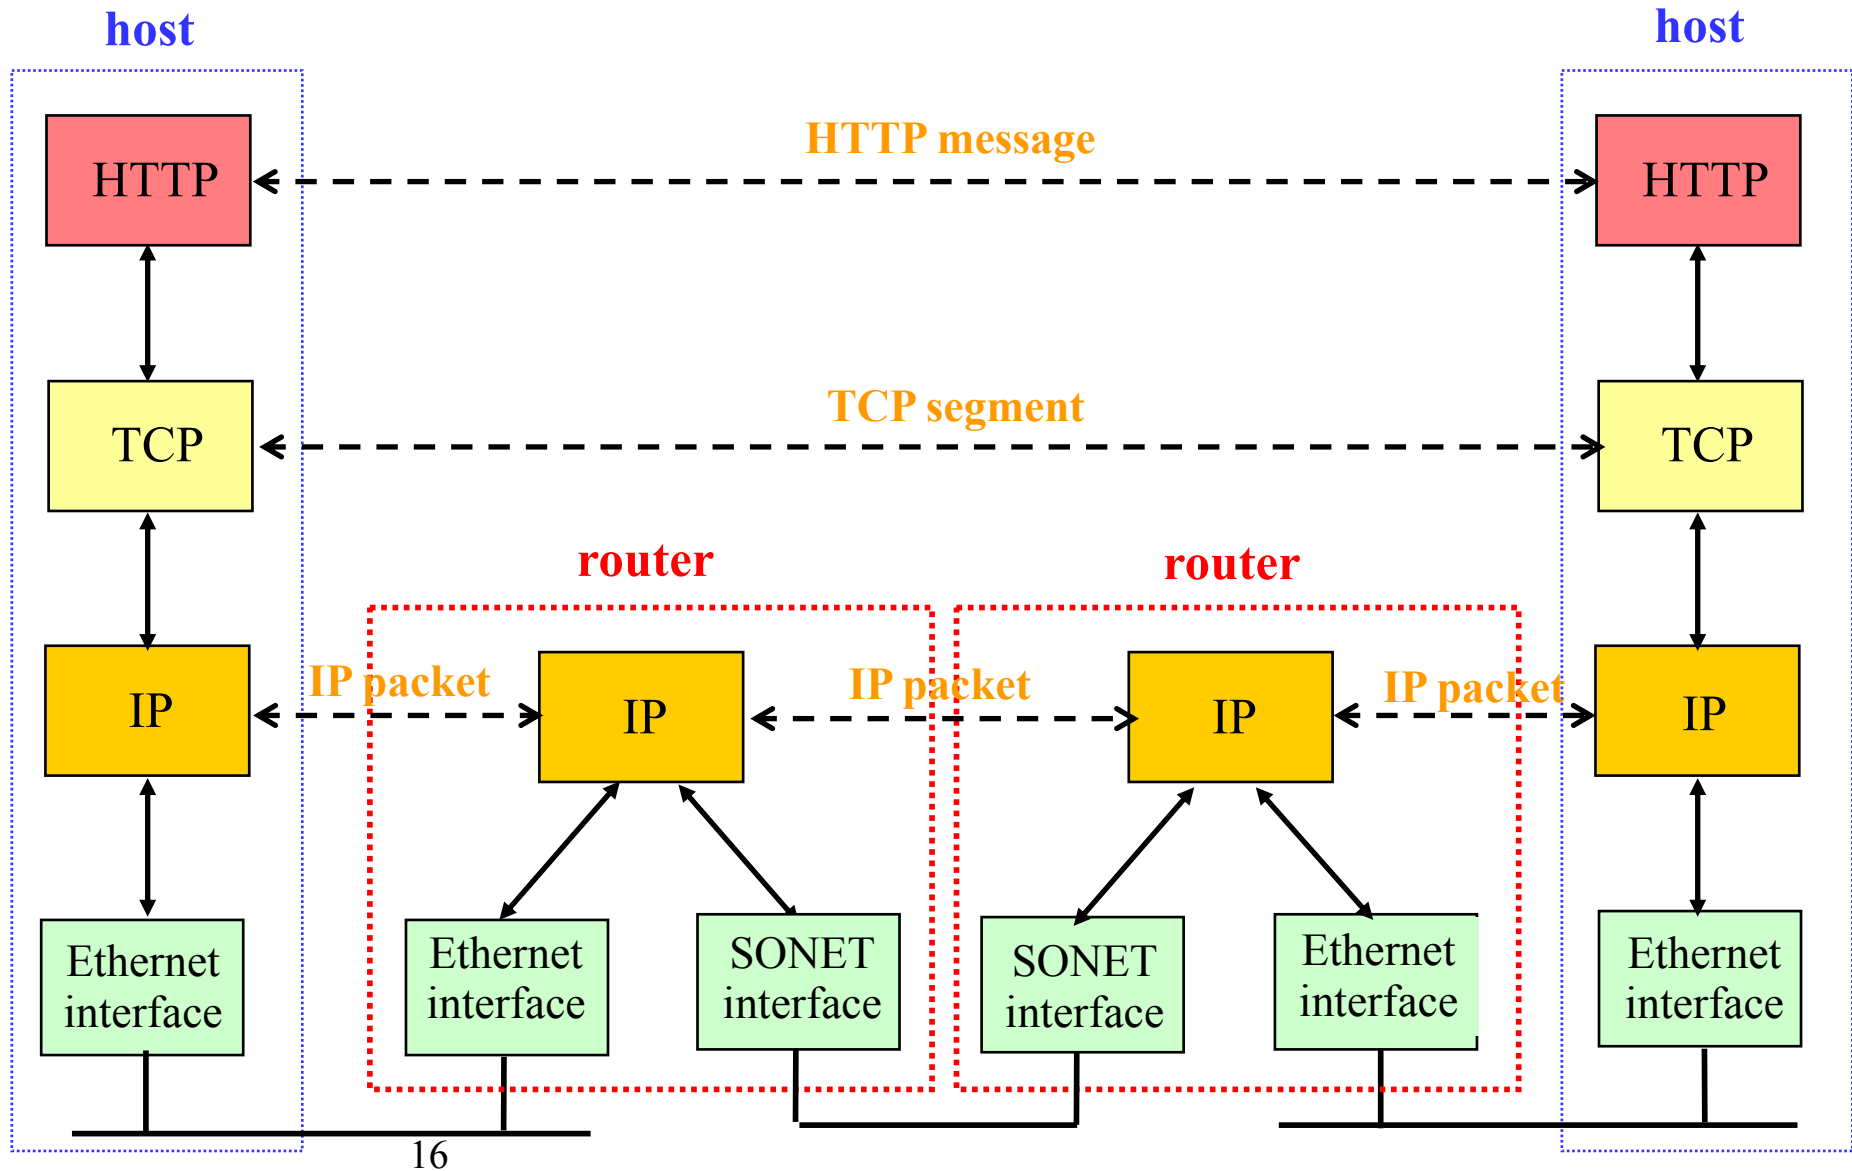 host
host
HTTP message
HTTP
HTTP
TCP segment
TCP
TCP
router
router
IP packet
IP packet
IP packet
IP
IP
IP
IP
Ethernet
interface
Ethernet
interface
SONET
interface
SONET
interface
Ethernet
interface
Ethernet
interface
16